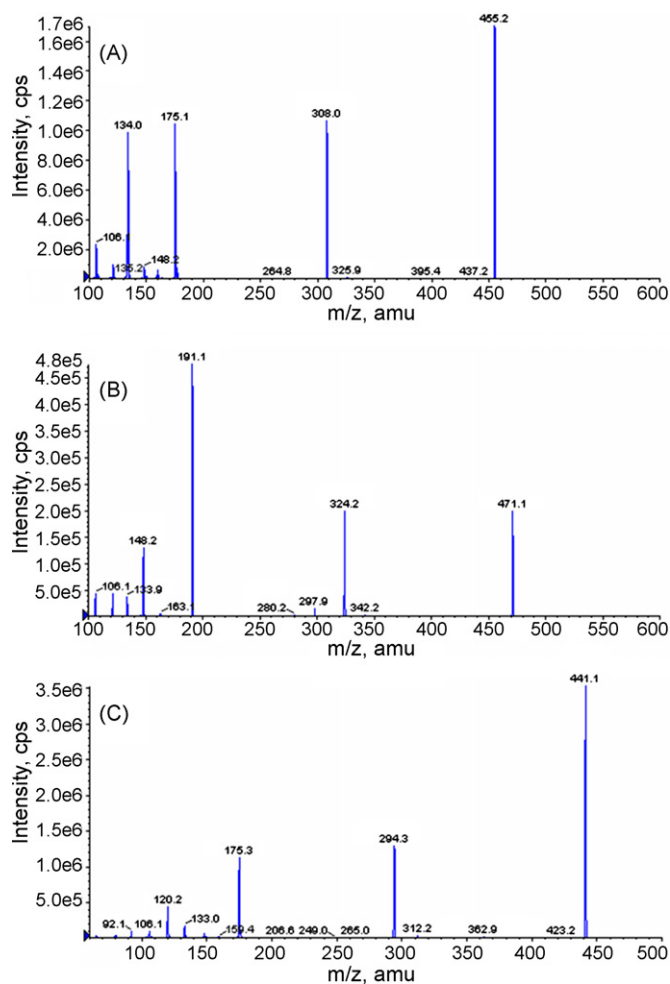 1.7e6
455.2
(A)
1.6e6
1.4e6
1.2e6
134.0
175.1
308.0
1.0e6
8.0e6
6.0e6
4.0e6
106.1
2.0e6
135.2
148.2
264.8
325.9
395.4
437.2
Intensity, cps
100 150 200 250 300 350 400 450 500 550 600
m/z, amu
4.8e5
191.1
4.5e5
(B)
4.0e5
3.5e5
3.0e5
2.5e5
324.2
471.1
2.0e5
148.2
1.5e5
1.0e5
106.1
133.9
5.0e5
163.1
280.2
297.9
342.2
Intensity, cps
100 150 200 250 300 350 400 450 500 550 600
m/z, amu
441.1
3.5e6
(C)
3.0e6
2.5e6
2.0e6
1.5e6
175.3
294.3
1.0e6
120.2
5.0e5
92.1
106.1
133.0
159.4
206.6
249.0
265.0
312.2
362.9
423.2
Intensity, cps
100 150 200 250 300 350 400 450 500
m/z, amu